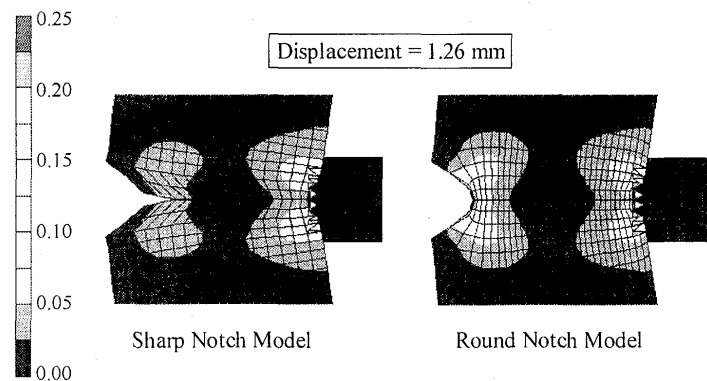 0.25
Displacement = 1.26 mm
0.20
0.15
0.10
0.05
0.00
Sharp Notch Model
Round Notch Model